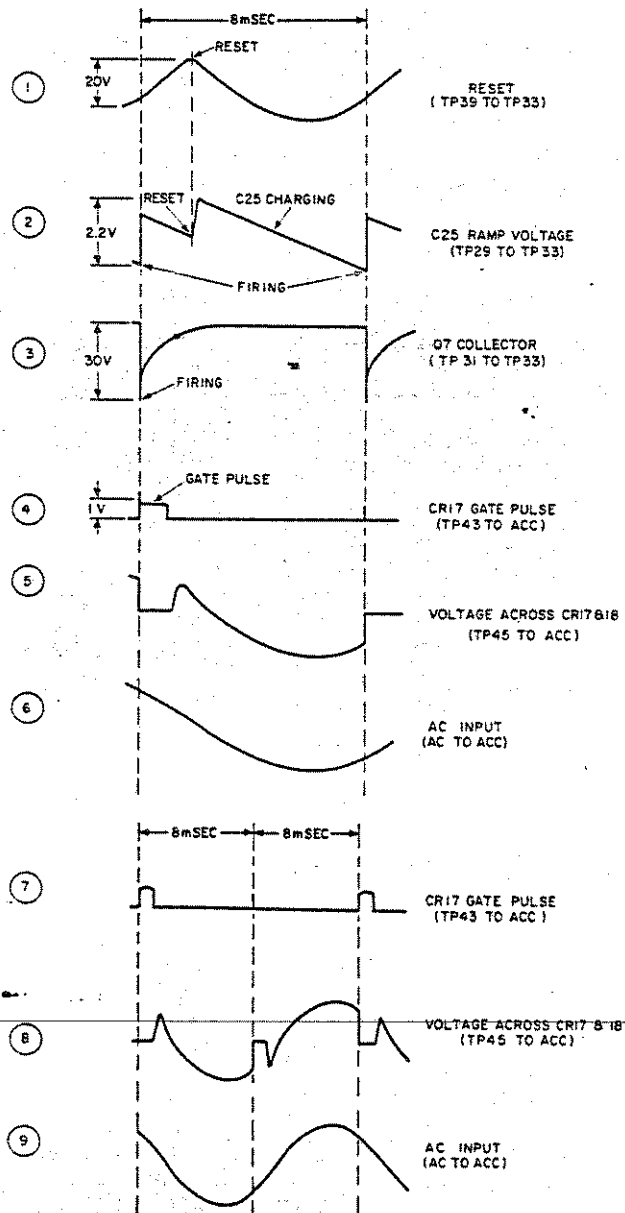 8mSEC
RESET
1
20V
RESET
(TP39 TO TP33)
RESET
C25 CHARGING
2
2.2V
C25 RAMP VOLTAGE
(TP29 TO TP33)
FIRING
3
30V
Q7 COLLECTOR
(TP 31 TO TP33)
FIRING
GATE PULSE
4
1V
CR17 GATE PULSE
(TP43 TO ACC)
5
VOLTAGE ACROSS CR17&18
(TP45 TO ACC)
6
AC INPUT
(AC TO ACC)
8mSEC 8mSEC
7
CR17 GATE PULSE
(TP43 TO ACC)
8
VOLTAGE ACROSS CR17 & 18
(TP45 TO ACC)
9
AC INPUT
(AC TO ACC)